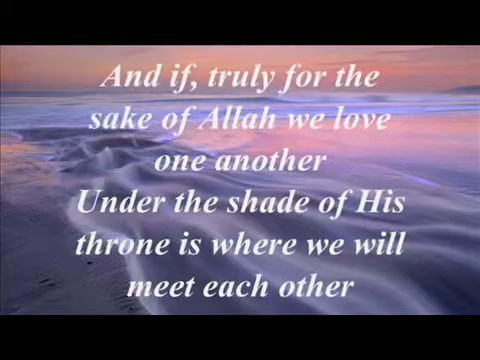 And if, truly for the
sake of Allah we love
one another
Under the shade of His
throne is where we will
meet each other